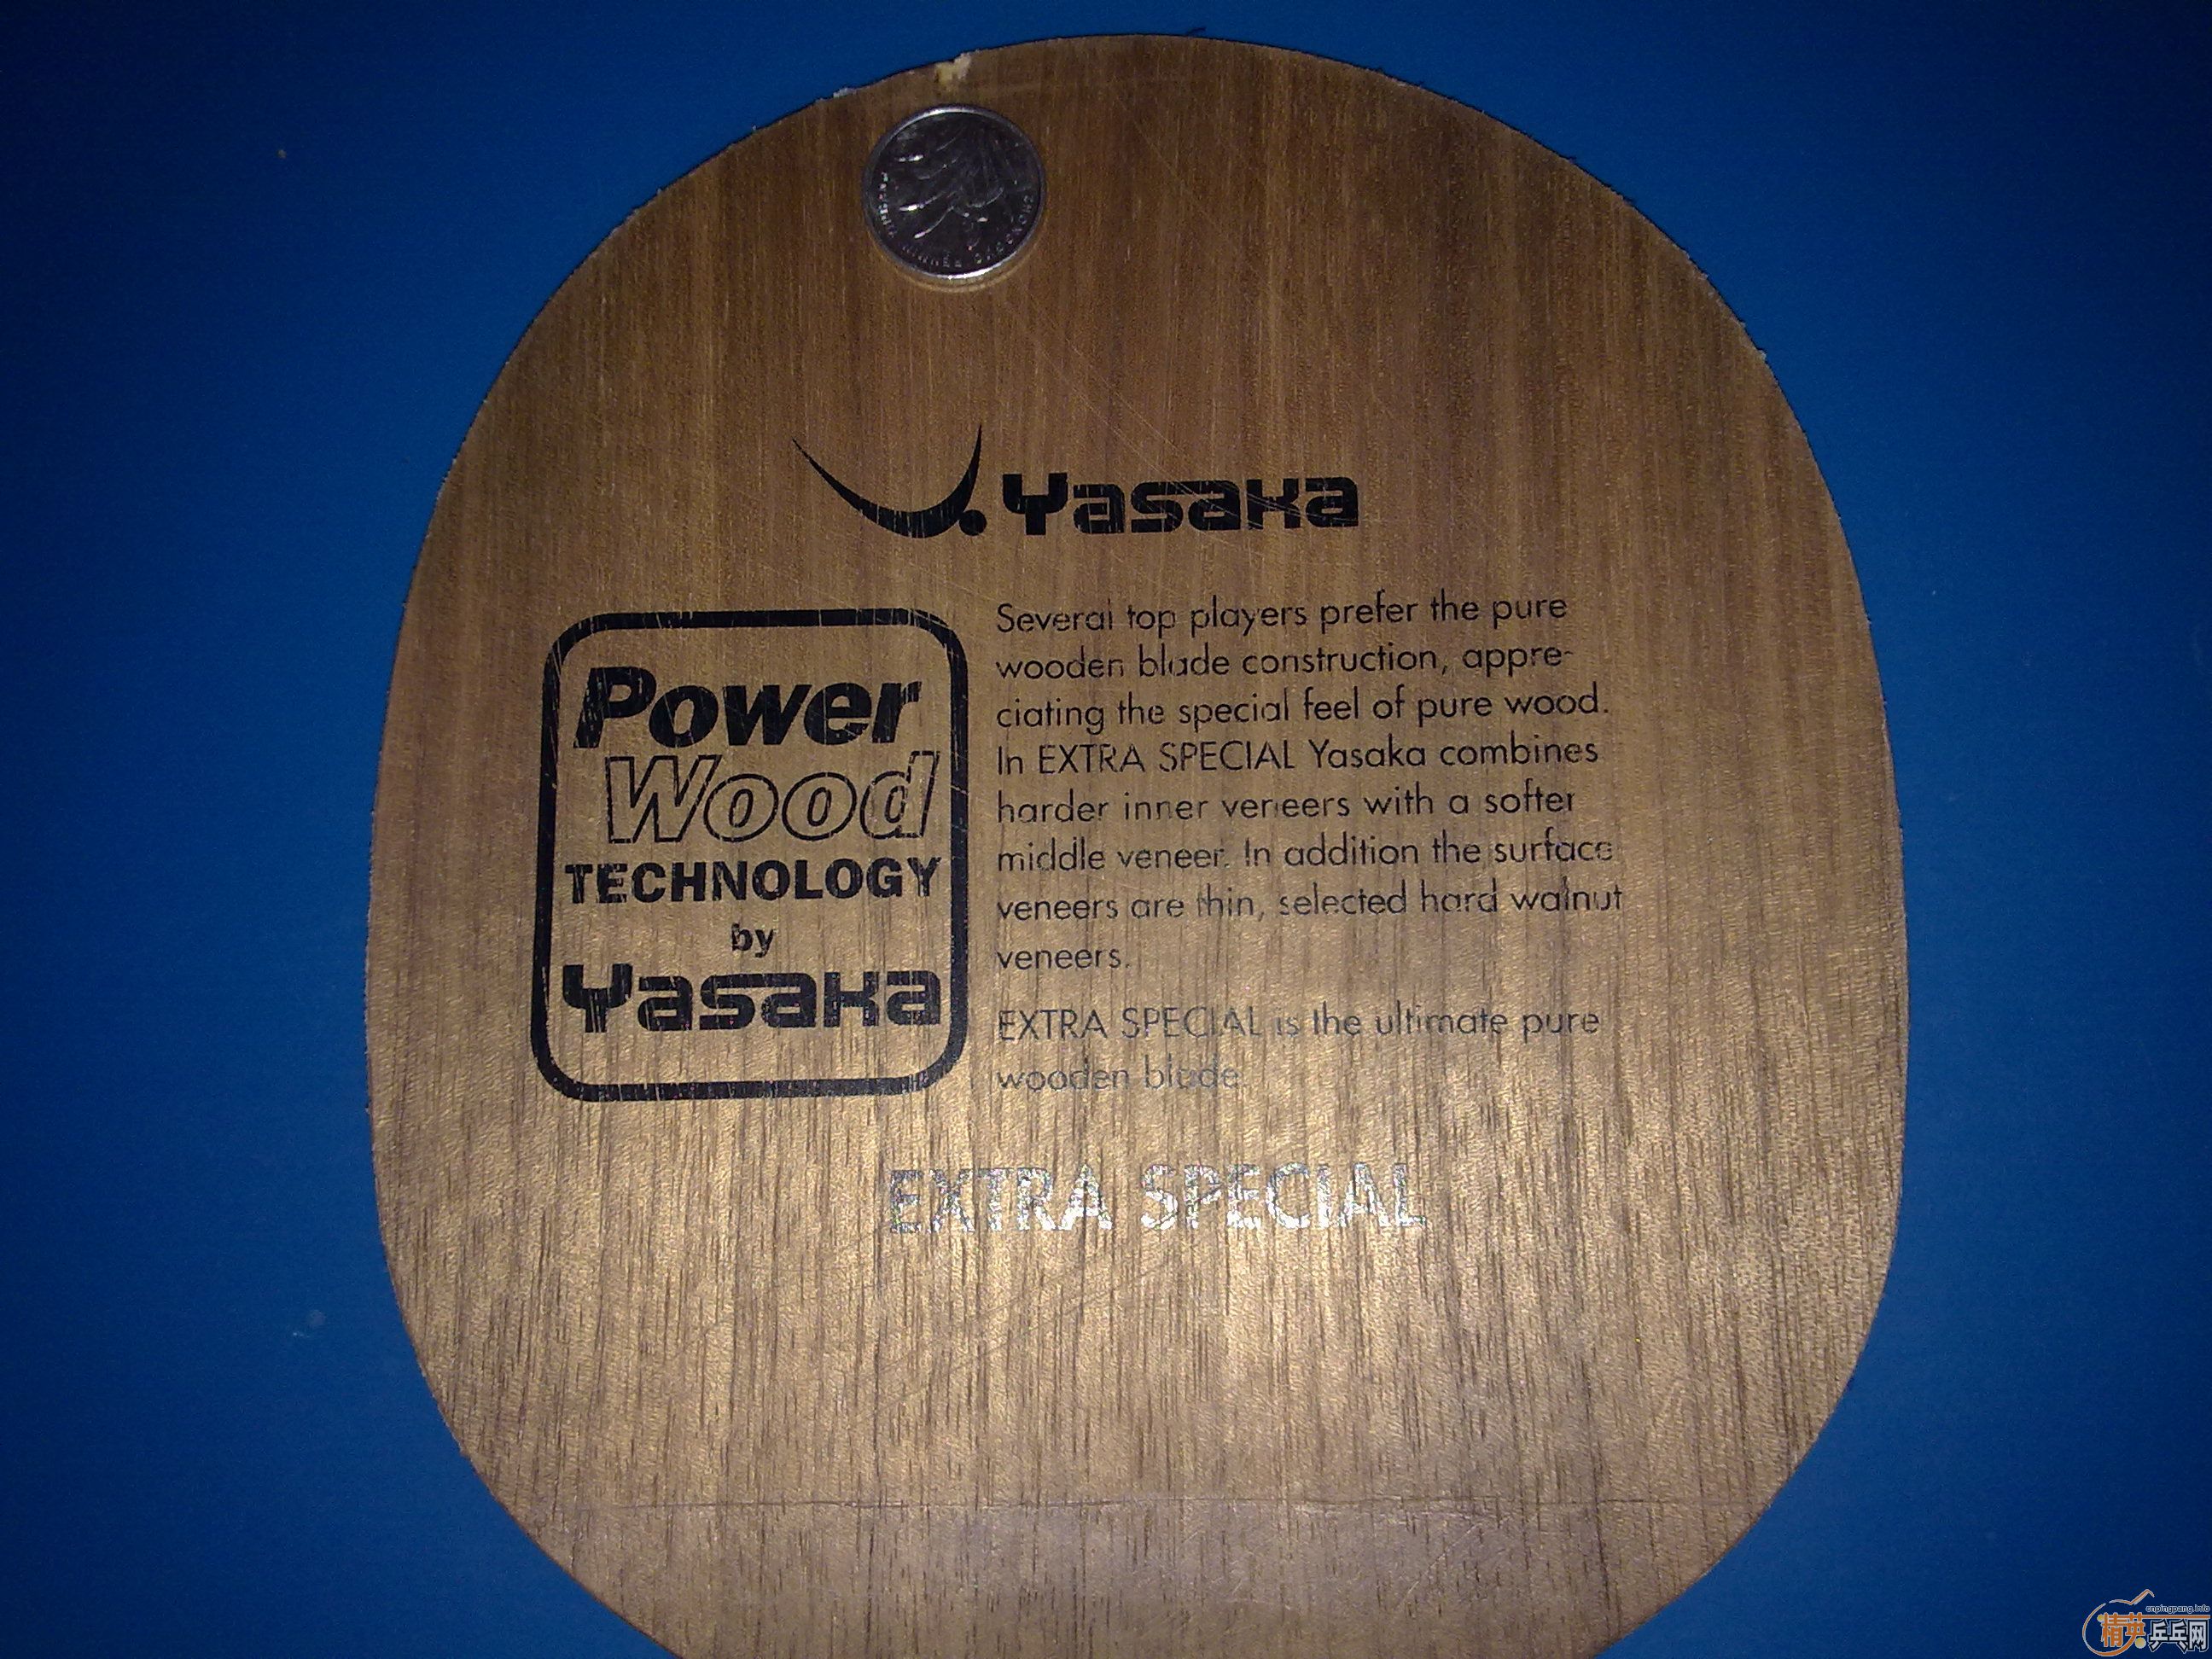 Yasaka
Power
Wood
TECHNOLOGY
by
Yasaka
Several top players prefer the pure
wooden blade construction, appre-
ciating the special feel of pure wood.
In EXTRA SPECIAL Yasaka combines
harder inner veneers with a softer
middle veneer. In addition the surface
veneers are thin, selected hard walnut
veneers.
EXTRA SPECIAL is the ultimate pure
wooden blade
EXTRA SPECIAL
cnpingpang.info
精英乒乓网